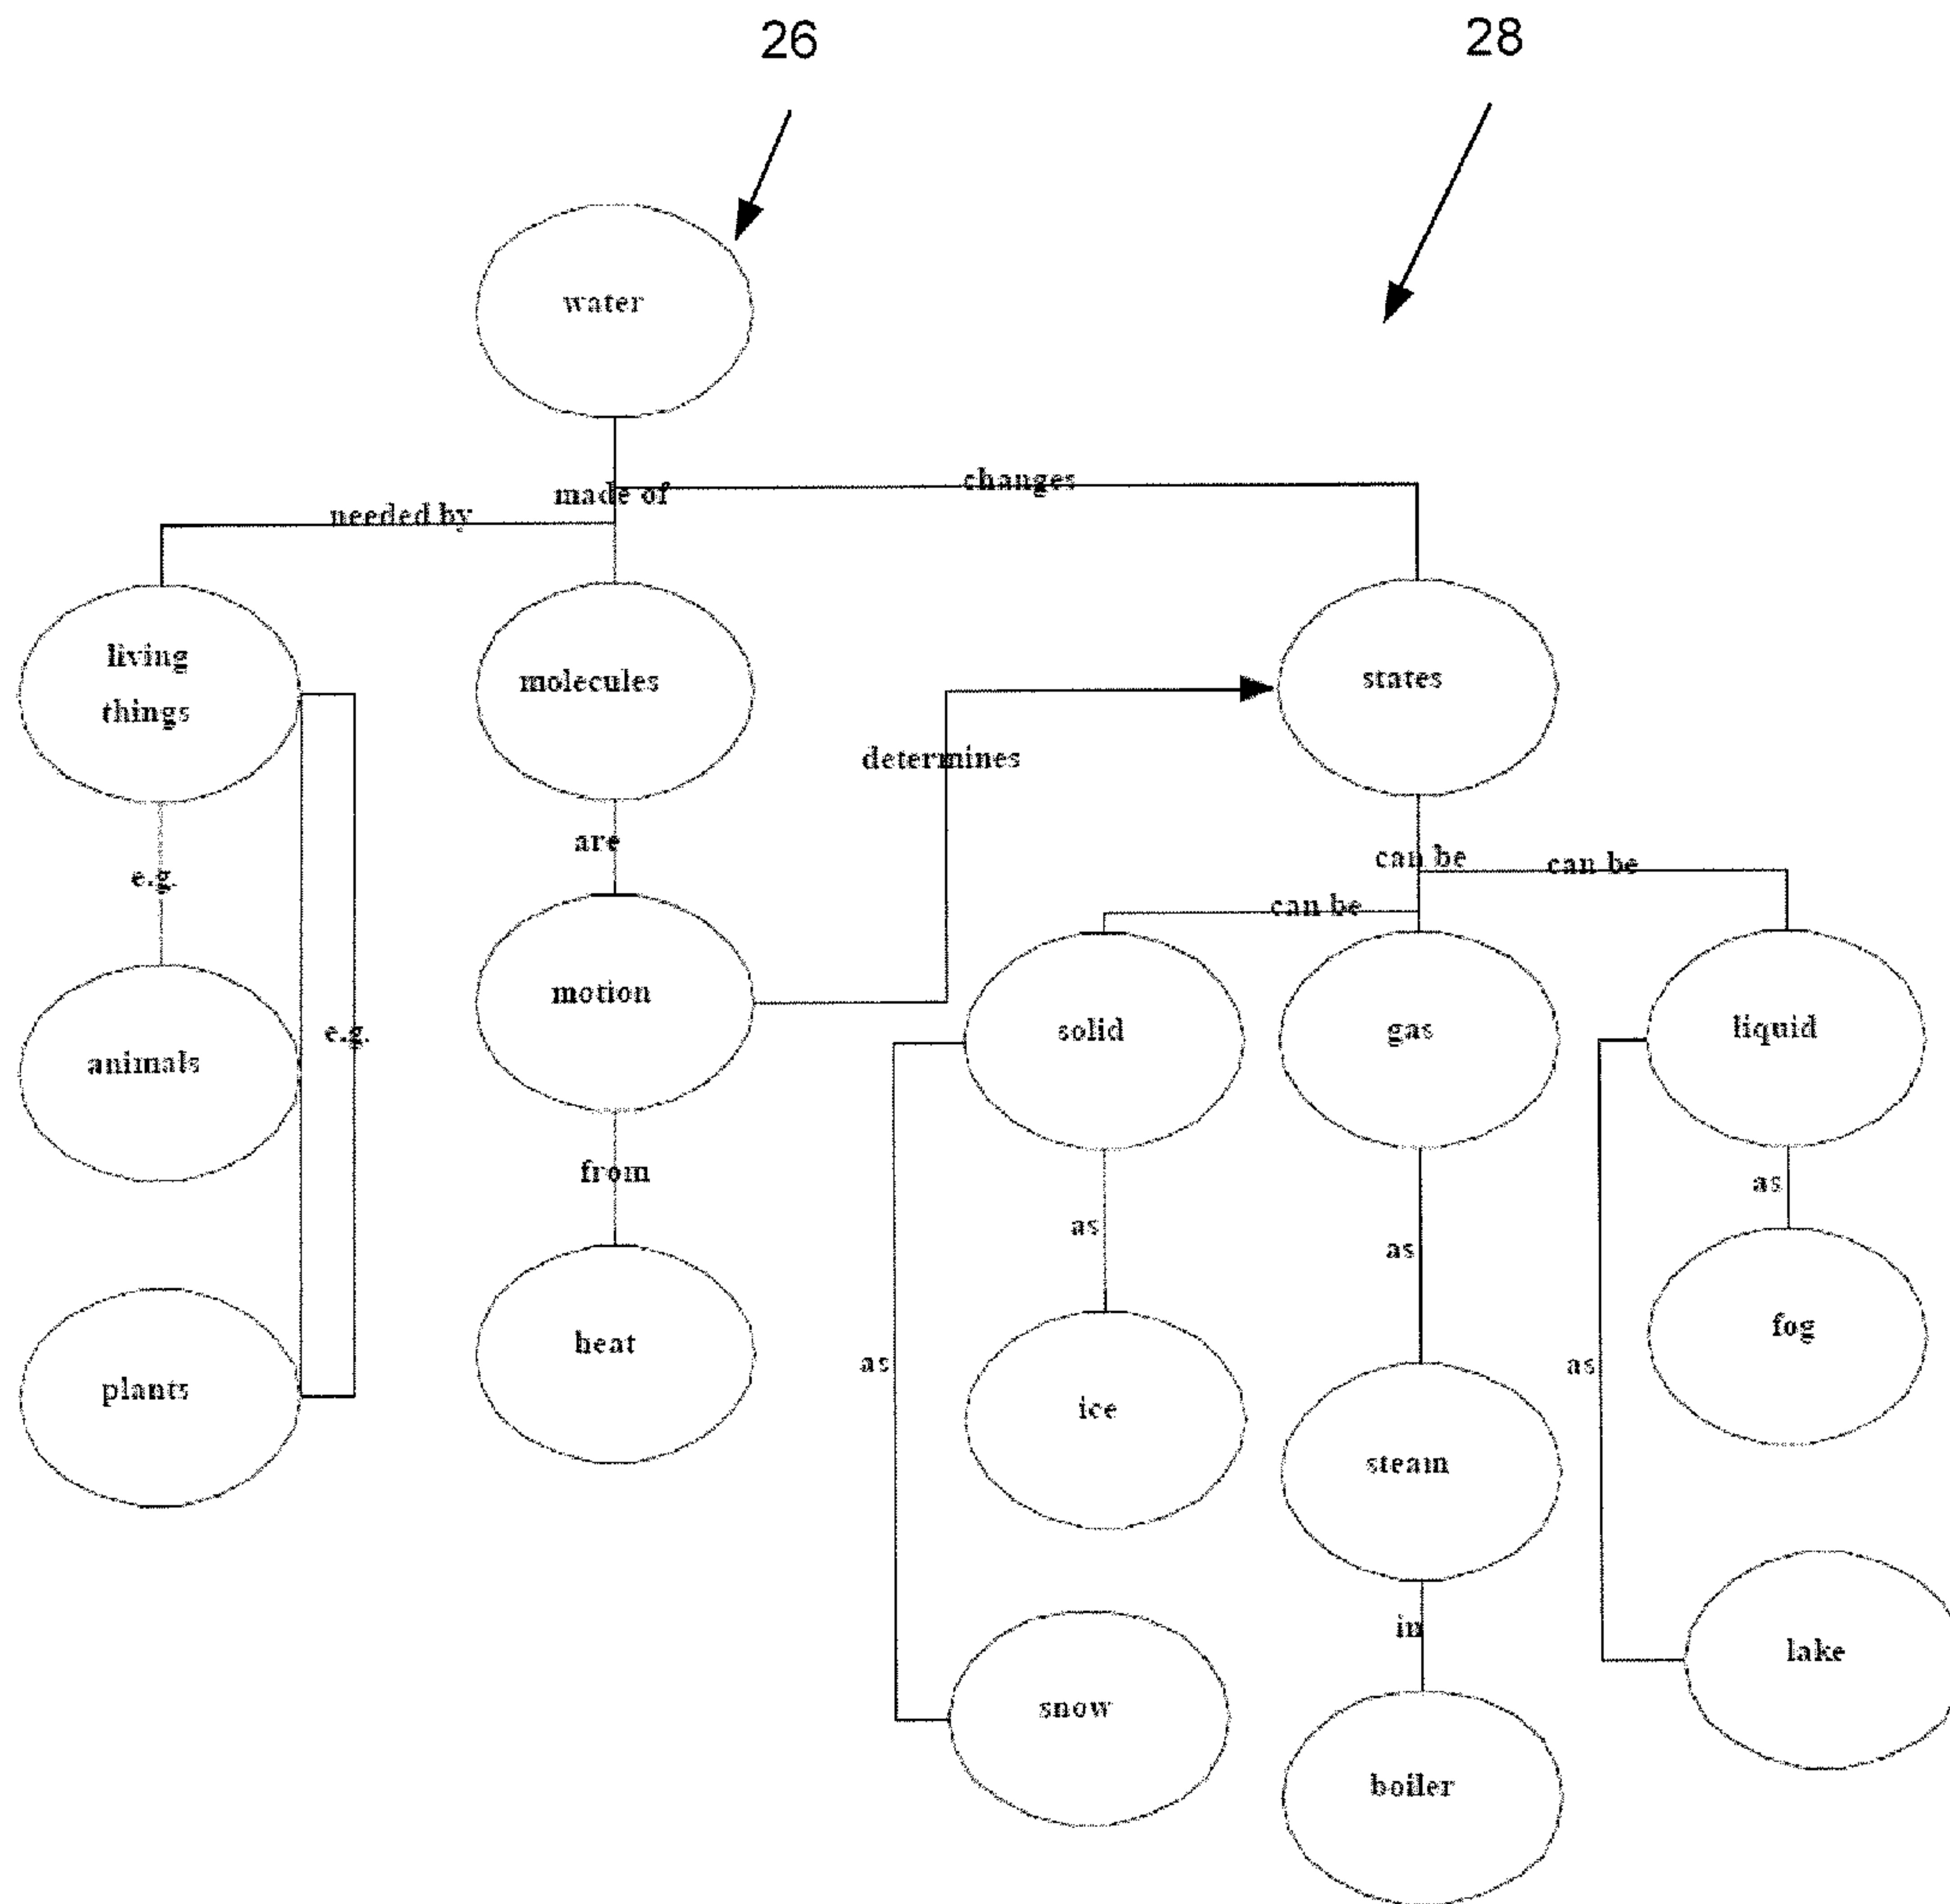 26
28
water
changes
made of
needed by
living
things
molecules
states
determines
are
can be
can be
can be
e.g.
motion
solid
gas
liquid
e.g.
animals
from
as
as
as
heat
fog
as
as
ice
plants
steam
in
lake
snow
boiler